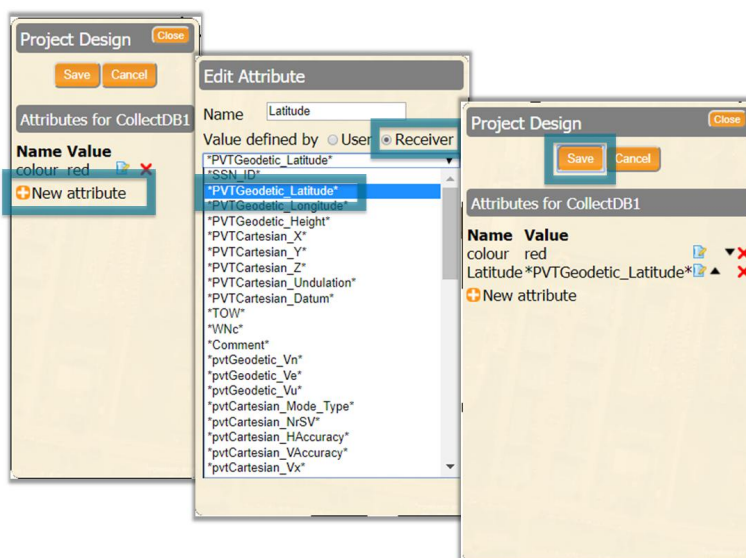 Project Design
Close
Save Cancel
Attributes for CollectDB1
Name Value
colour red
New attribute
Edit Attribute
Name Latitude
Value defined by User Receiver
*PVTGeodetic_Latitude*
*SSN_ID*
*PVTGeodetic_Latitude*
*PVTGeodetic_Longitude*
*PVTGeodetic_Height*
*PVTCartesian_X*
*PVTCartesian_Y*
*PVTCartesian_Z*
*PVTCartesian_Undulation*
*PVTCartesian_Datum*
*TOW*
*WNc*
*Comment*
*pvtGeodetic_Vn*
*pvtGeodetic_Ve*
*pvtGeodetic_Vu*
*pvtCartesian_Mode_Type*
*pvtCartesian_NrSV*
*pvtCartesian_HAccuracy*
*pvtCartesian_VAccuracy*
*pvtCartesian_Vx*
Project Design
Close
Save Cancel
Attributes for CollectDB1
Name Value
colour red
Latitude *PVTGeodetic_Latitude*
New attribute